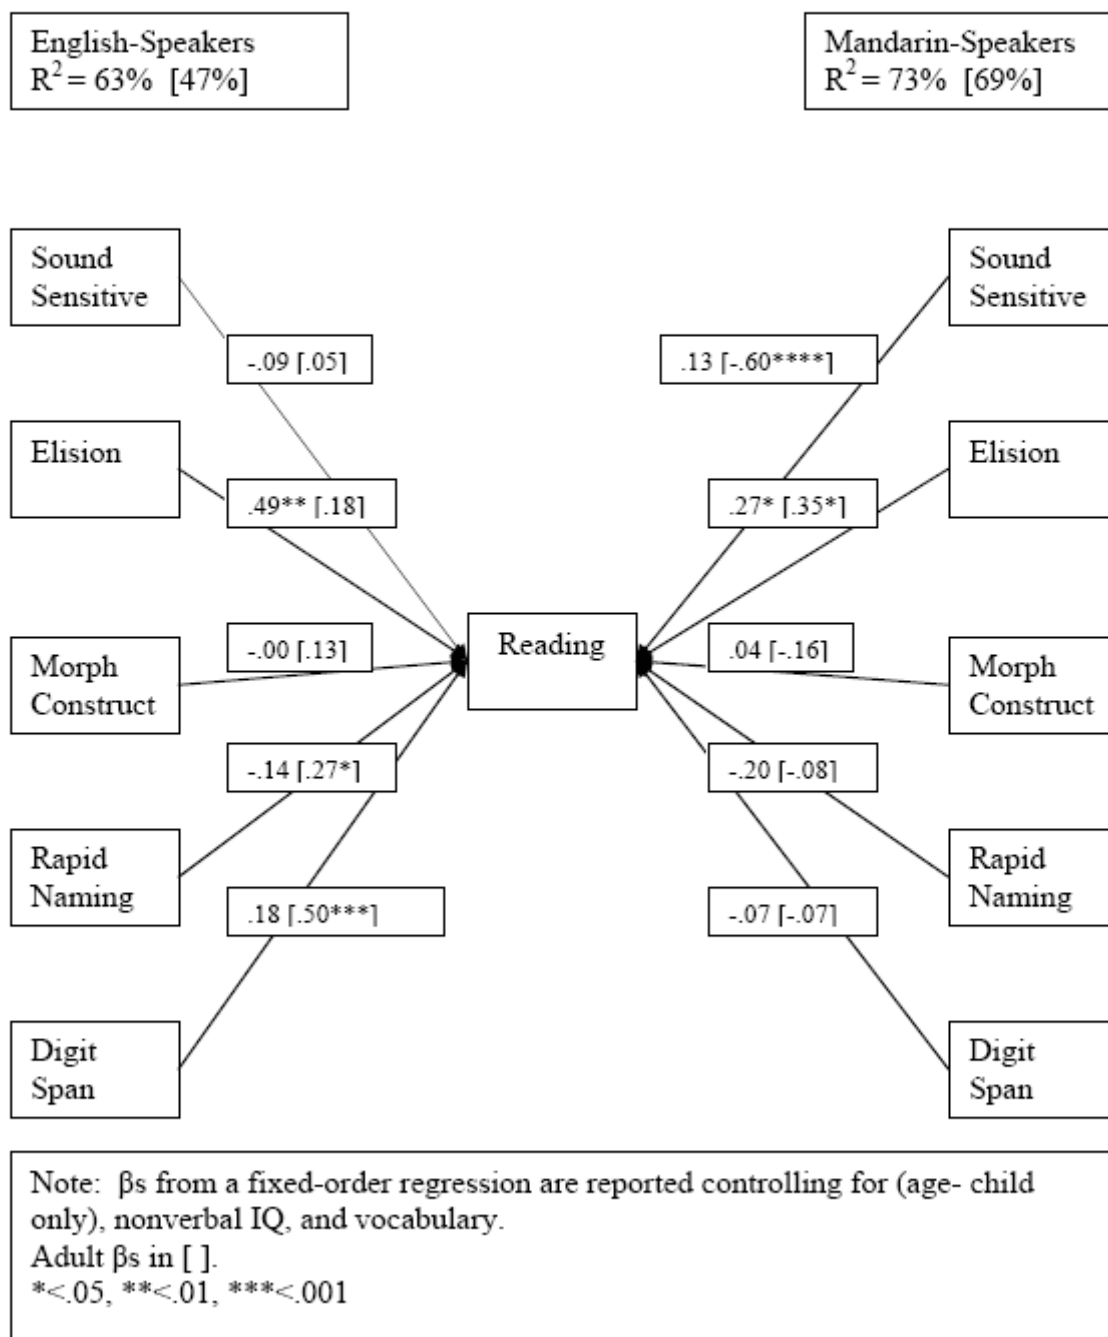 English-Speakers
R² = 63% [47%]
Mandarin-Speakers
R² = 73% [69%]
Sound
Sensitive
Sound
Sensitive
-.09 [.05]
.13 [-.60****]
Elision
Elision
.49** [.18]
.27* [.35*]
Reading
Morph
Construct
-.00 [.13]
.04 [-.16]
Morph
Construct
-.14 [.27*]
-.20 [-.08]
Rapid
Naming
Rapid
Naming
.18 [.50***]
-.07 [-.07]
Digit
Span
Digit
Span
Note: βs from a fixed-order regression are reported controlling for (age- child
only), nonverbal IQ, and vocabulary.
Adult βs in [ ].
*<.05, **<.01, ***<.001